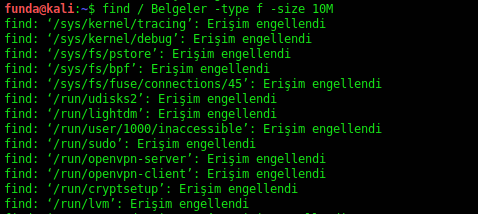 funda@kali:~$ find / Belgeler -type f -size 10M
find: ‘/sys/kernel/tracing’: Erişim engellendi
find: ‘/sys/kernel/debug’: Erişim engellendi
find: ‘/sys/fs/pstore’: Erişim engellendi
find: ‘/sys/fs/bpf’: Erişim engellendi
find: ‘/sys/fs/fuse/connections/45’: Erişim engellendi
find: ‘/run/udisks2’: Erişim engellendi
find: ‘/run/lightdm’: Erişim engellendi
find: ‘/run/user/1000/inaccessible’: Erişim engellendi
find: ‘/run/sudo’: Erişim engellendi
find: ‘/run/openvpn-server’: Erişim engellendi
find: ‘/run/openvpn-client’: Erişim engellendi
find: ‘/run/cryptsetup’: Erişim engellendi
find: ‘/run/lvm’: Erişim engellendi